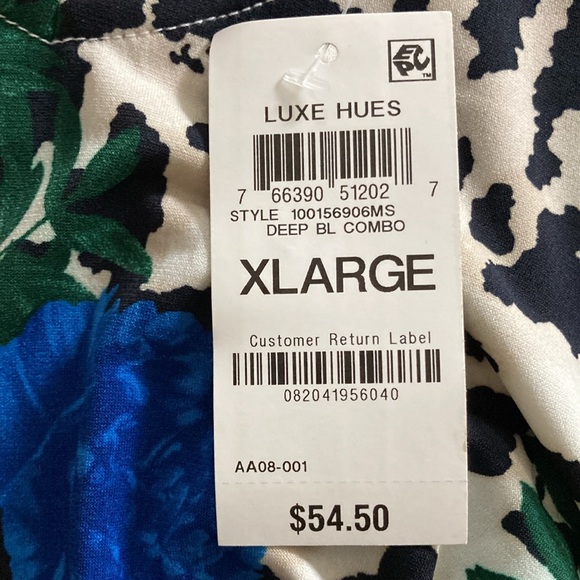 EPC™
LUXE HUES
7 66390 51202 7
STYLE 100156906MS
DEEP BL COMBO
XLARGE
Customer Return Label
082041956040
AA08-001
$54.50